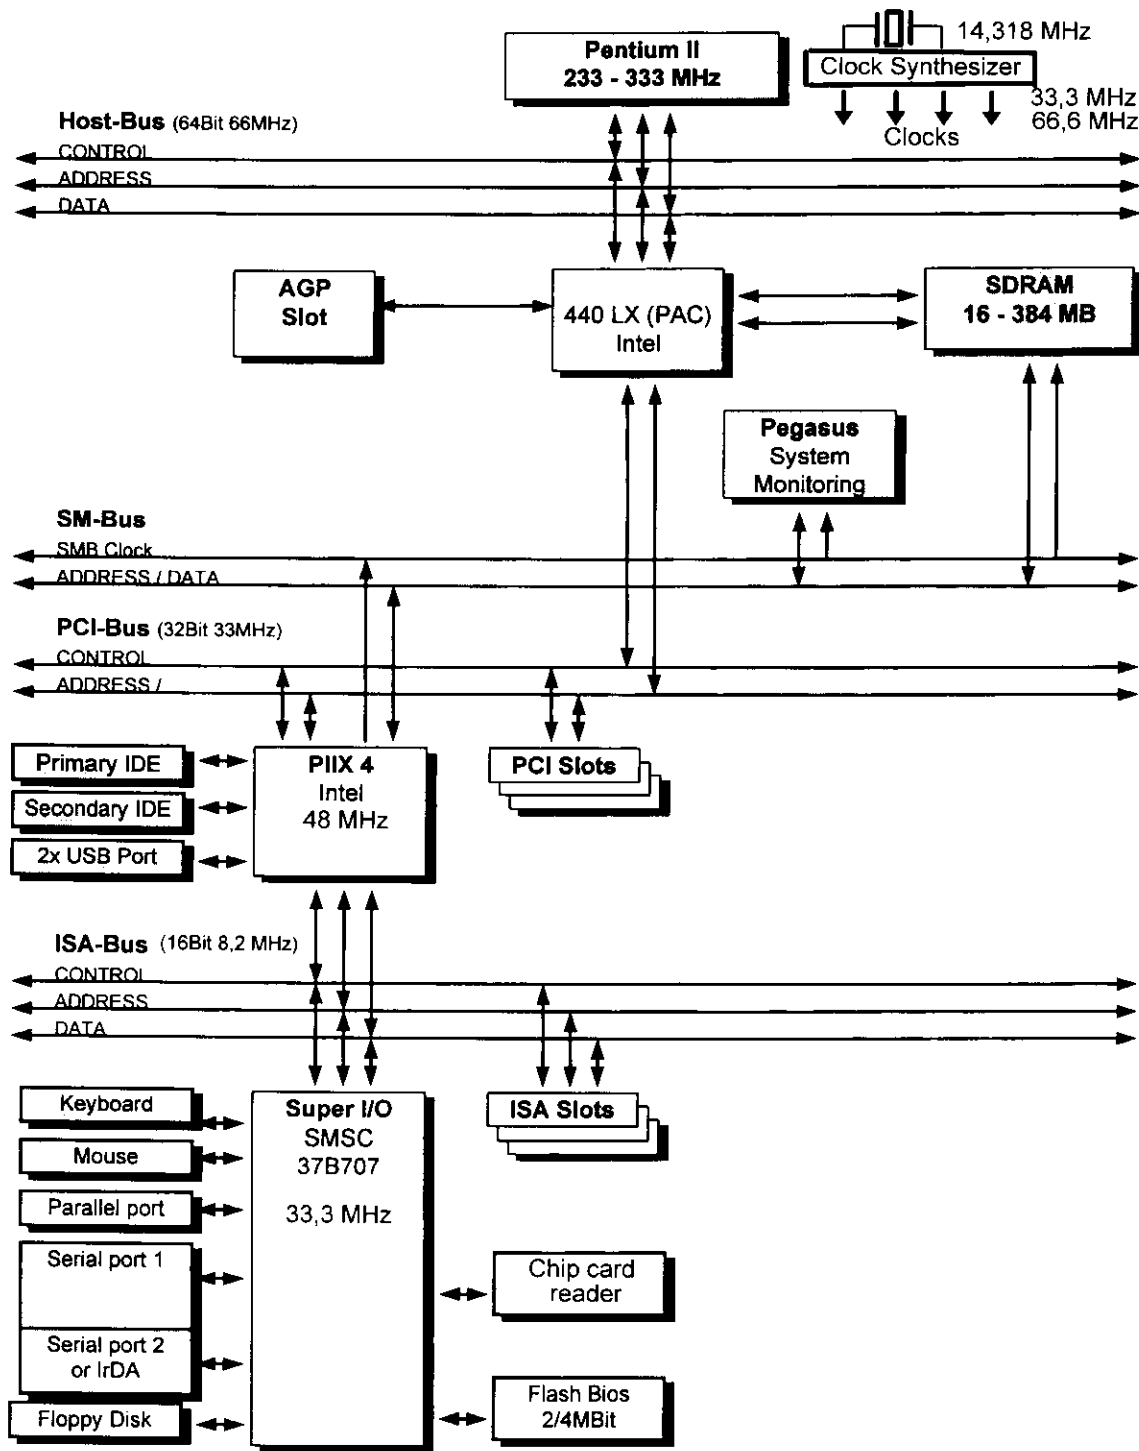 Pentium II
233 - 333 MHz
14,318 MHz
Clock Synthesizer
33,3 MHz
66,6 MHz
Clocks
Host-Bus (64Bit 66MHz)
CONTROL
ADDRESS
DATA
AGP
Slot
440 LX (PAC)
Intel
SDRAM
16 - 384 MB
Pegasus
System
Monitoring
SM-Bus
SMB Clock
ADDRESS / DATA
PCI-Bus (32Bit 33MHz)
CONTROL
ADDRESS /
Primary IDE
Secondary IDE
2x USB Port
PIIX 4
Intel
48 MHz
PCI Slots
ISA-Bus (16Bit 8,2 MHz)
CONTROL
ADDRESS
DATA
Keyboard
Mouse
Parallel port
Serial port 1
Serial port 2
or IrDA
Floppy Disk
Super I/O
SMSC
37B707
33,3 MHz
ISA Slots
Chip card
reader
Flash Bios
2/4MBit